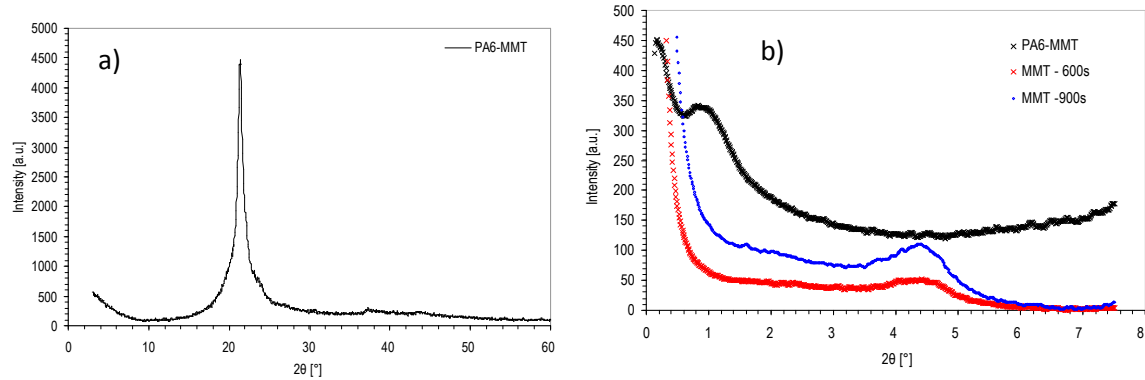 a)
PA6-MMT
Intensity [a.u.]
5000
4500
4000
3500
3000
2500
2000
1500
1000
500
0
0 10 20 30 40 50 60
2θ [°]
b)
PA6-MMT
MMT - 600s
MMT -900s
Intensity [a.u.]
500
450
400
350
300
250
200
150
100
50
0
0 1 2 3 4 5 6 7 8
2θ [°]